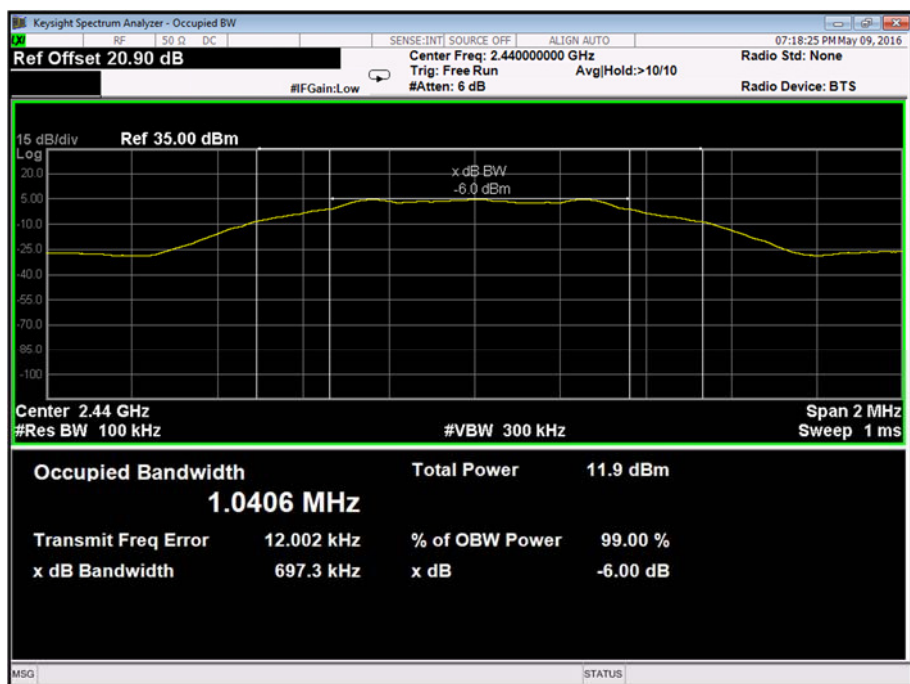 Keysight Spectrum Analyzer - Occupied BW
LXI RF 50 Ω DC SENSE:INT SOURCE OFF ALIGN AUTO 07:18:25 PM May 09, 2016
Ref Offset 20.90 dB
Center Freq: 2.440000000 GHz Radio Std: None
Trig: Free Run Avg|Hold:>10/10
#IFGain:Low #Atten: 6 dB Radio Device: BTS
15 dB/div Ref 35.00 dBm
Log
x dB BW
20.0
-6.0 dBm
5.00
-10.0
-25.0
-40.0
-55.0
-70.0
-85.0
-100
Center 2.44 GHz Span 2 MHz
#Res BW 100 kHz #VBW 300 kHz Sweep 1 ms
Occupied Bandwidth Total Power 11.9 dBm
1.0406 MHz
Transmit Freq Error 12.002 kHz % of OBW Power 99.00 %
x dB Bandwidth 697.3 kHz x dB -6.00 dB
MSG STATUS